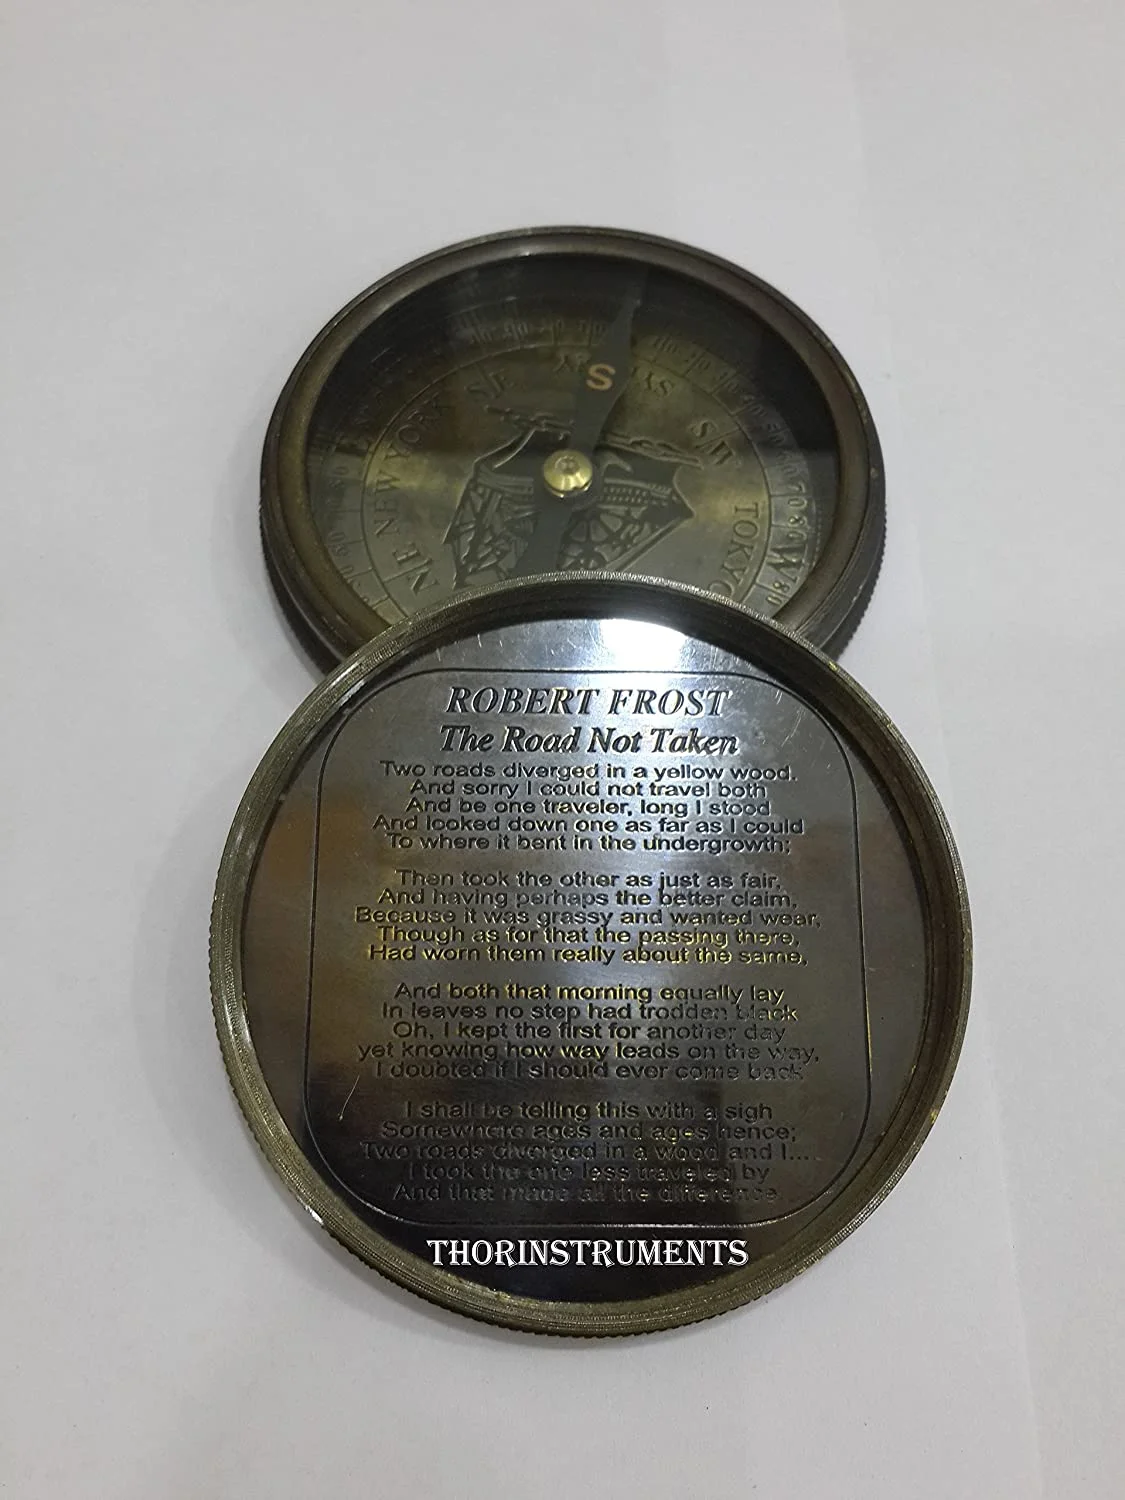 S
S E
SYDNEY
S W
E
NEW YORK
N E
TOKYO
W
70
80
80
ROBERT FROST
The Road Not Taken
Two roads diverged in a yellow wood.
And sorry I could not travel both
And be one traveler, long I stood
And looked down one as far as I could
To where it bent in the undergrowth;
Then took the other as just as fair,
And having perhaps the better claim,
Because it was grassy and wanted wear,
Though as for that the passing there,
Had worn them really about the same,
And both that morning equally lay
In leaves no step had trodden black
Oh, I kept the first for another day
yet knowing how way leads on the way,
I doubted if I should ever come back
I shall be telling this with a sigh
Somewhere ages and ages hence;
Two roads diverged in a wood and I....
I took the one less traveled by
And that made all the difference
THORINSTRUMENTS